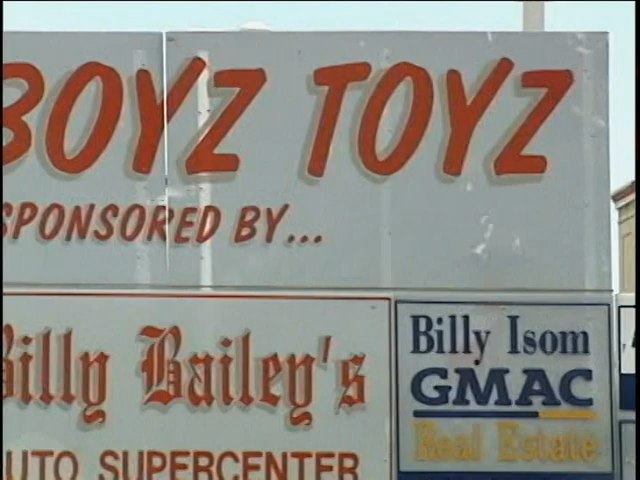 BOYZ TOYZ
SPONSORED BY...
Billy Bailey's
AUTO SUPERCENTER
Billy Isom
GMAC
Real Estate